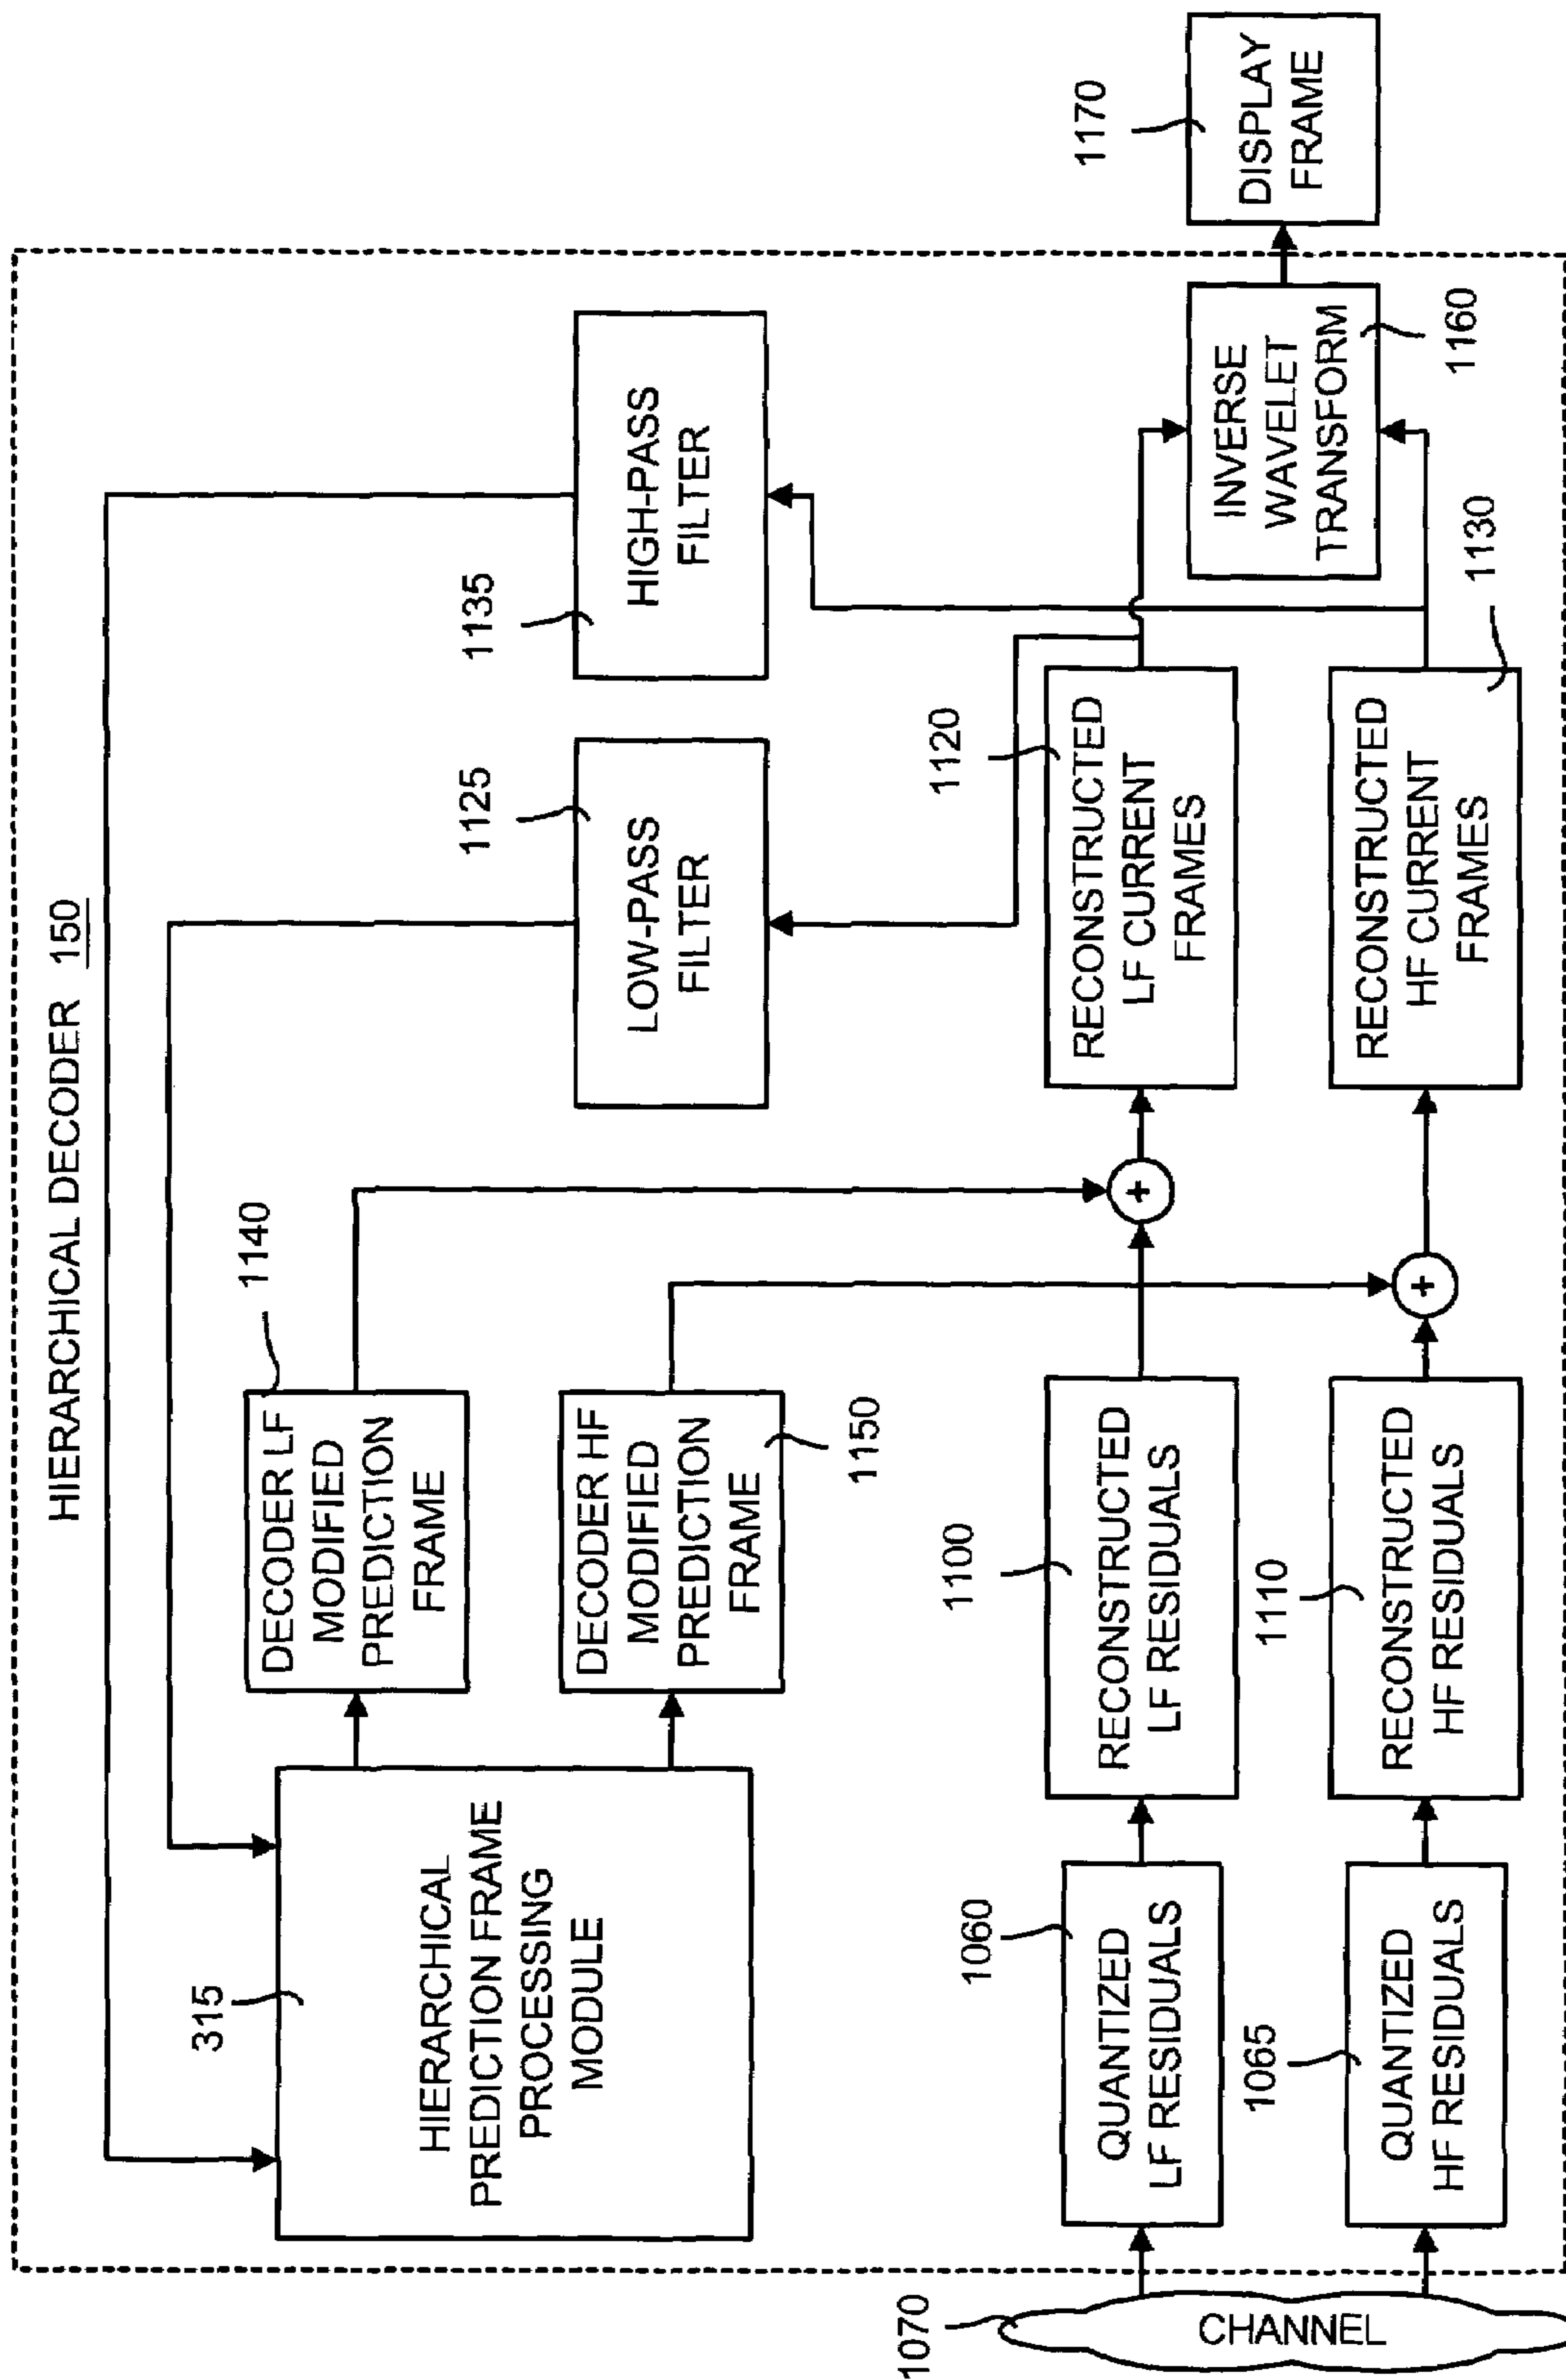 HIERARCHICAL DECODER 150
315
HIERARCHICAL
PREDICTION FRAME
PROCESSING
MODULE
1140
DECODER LF
MODIFIED
PREDICTION
FRAME
DECODER HF
MODIFIED
PREDICTION
FRAME
1150
1125
LOW-PASS
FILTER
1135
HIGH-PASS
FILTER
1070
CHANNEL
1060
QUANTIZED
LF RESIDUALS
1065
QUANTIZED
HF RESIDUALS
1100
RECONSTRUCTED
LF RESIDUALS
1110
RECONSTRUCTED
HF RESIDUALS
+
+
1120
RECONSTRUCTED
LF CURRENT
FRAMES
RECONSTRUCTED
HF CURRENT
FRAMES
1130
INVERSE
WAVELET
TRANSFORM
1160
1170
DISPLAY
FRAME